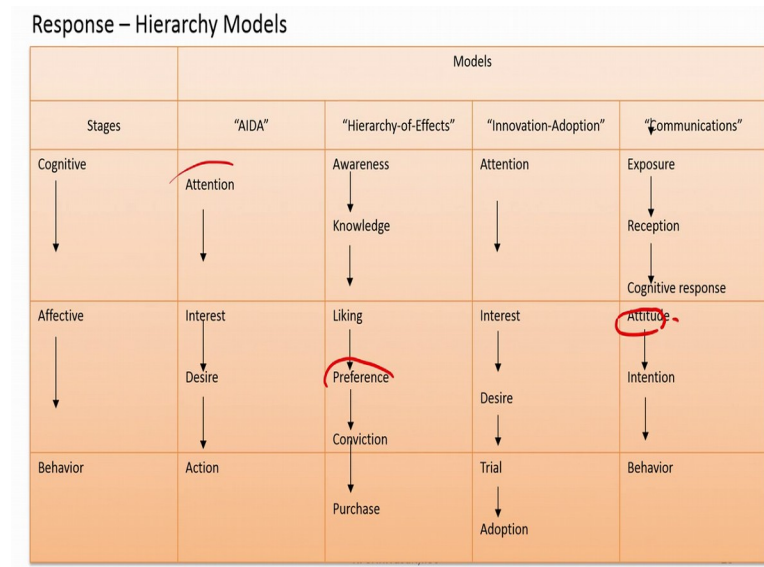 Response – Hierarchy Models
Models
Stages
"AIDA"
"Hierarchy-of-Effects"
"Innovation-Adoption"
"Communications"
Cognitive
Attention
Awareness
Knowledge
Attention
Exposure
Reception
Cognitive response
Affective
Interest
Desire
Liking
Preference
Conviction
Interest
Desire
Attitude
Intention
Behavior
Action
Purchase
Trial
Adoption
Behavior